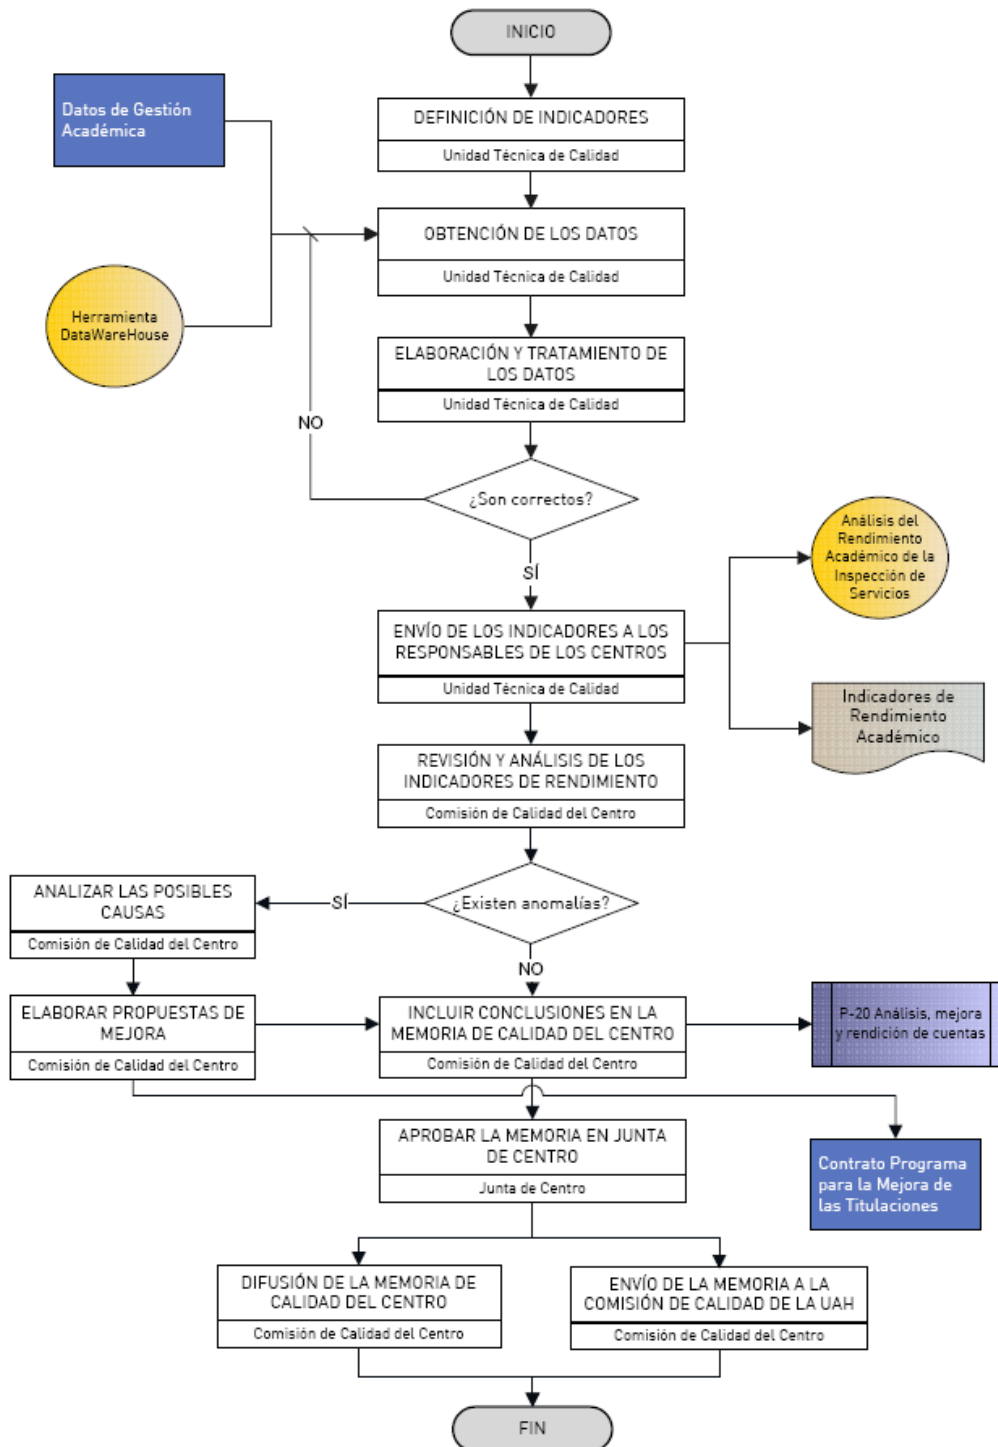 INICIO
Datos de Gestión
Académica
DEFINICIÓN DE INDICADORES
Unidad Técnica de Calidad
OBTENCIÓN DE LOS DATOS
Unidad Técnica de Calidad
Herramienta
DataWareHouse
ELABORACIÓN Y TRATAMIENTO DE
LOS DATOS
Unidad Técnica de Calidad
NO
¿Son correctos?
SÍ
Análisis del
Rendimiento
Académico de la
Inspección de
Servicios
ENVÍO DE LOS INDICADORES A LOS
RESPONSABLES DE LOS CENTROS
Unidad Técnica de Calidad
Indicadores de
Rendimiento
Académico
REVISIÓN Y ANÁLISIS DE LOS
INDICADORES DE RENDIMIENTO
Comisión de Calidad del Centro
¿Existen anomalías?
SÍ
ANALIZAR LAS POSIBLES
CAUSAS
Comisión de Calidad del Centro
NO
ELABORAR PROPUESTAS DE
MEJORA
Comisión de Calidad del Centro
INCLUIR CONCLUSIONES EN LA
MEMORIA DE CALIDAD DEL CENTRO
Comisión de Calidad del Centro
P-20 Análisis, mejora
y rendición de cuentas
APROBAR LA MEMORIA EN JUNTA
DE CENTRO
Junta de Centro
Contrato Programa
para la Mejora de
las Titulaciones
DIFUSIÓN DE LA MEMORIA DE
CALIDAD DEL CENTRO
Comisión de Calidad del Centro
ENVÍO DE LA MEMORIA A LA
COMISIÓN DE CALIDAD DE LA UAH
Comisión de Calidad del Centro
FIN